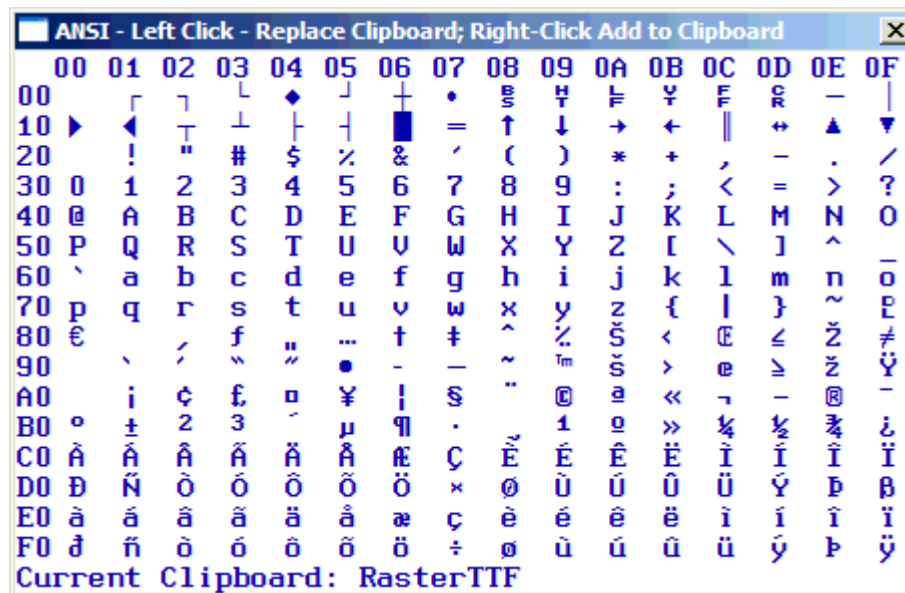 ANSI - Left Click - Replace Clipboard; Right-Click Add to Clipboard
00 01 02 03 04 05 06 07 08 09 0A 0B 0C 0D 0E 0F
00 ┌ ┐ └ ◆ ┘ ┼ • ␈ ␉ ␊ ␋ ␌ ␍ ─ │
10 ► ◄ ┬ ┴ ├ ┤ █ = ↑ ↓ → ← ║ ↔ ▲ ▼
20 ! " # $ % & ' ( ) * + , - . /
30 0 1 2 3 4 5 6 7 8 9 : ; < = > ?
40 @ A B C D E F G H I J K L M N O
50 P Q R S T U V W X Y Z [ \ ] ^ _
60 ` a b c d e f g h i j k l m n o
70 p q r s t u v w x y z { | } ~
80 € ‚ ƒ „ … † ‡ ˆ ‰ Š ‹ Œ ≤ Ž ≠
90 ‘ ’ “ ” • - — ˜ ™ š › œ ≥ ž Ÿ
A0 ¡ ¢ £ ¤ ¥ ¦ § ¨ © ª « ¬ - ® ¯
B0 º ± 2 3 ´ µ ¶ · ¸ 1 º » ¼ ½ ¾ ¿
C0 À Á Â Ã Ä Å Æ Ç È É Ê Ë Ì Í Î Ï
D0 Ð Ñ Ò Ó Ô Õ Ö × Ø Ù Ú Û Ü Ý Þ ß
E0 à á â ã ä å æ ç è é ê ë ì í î ï
F0 ð ñ ò ó ô õ ö ÷ ø ù ú û ü ý þ ÿ
Current Clipboard: RasterTTF